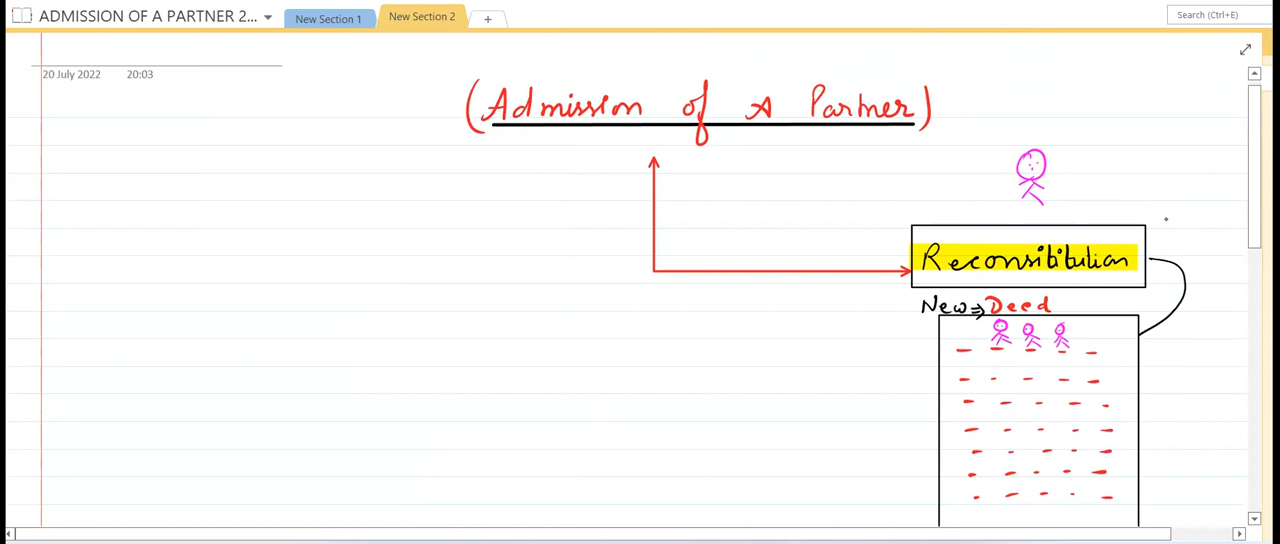 ADMISSION OF A PARTNER 2...
New Section 1
New Section 2
+
Search (Ctrl+E)
20 July 2022 20:03
(Admission of A Partner)
Reconsititution
New ⇒ Deed